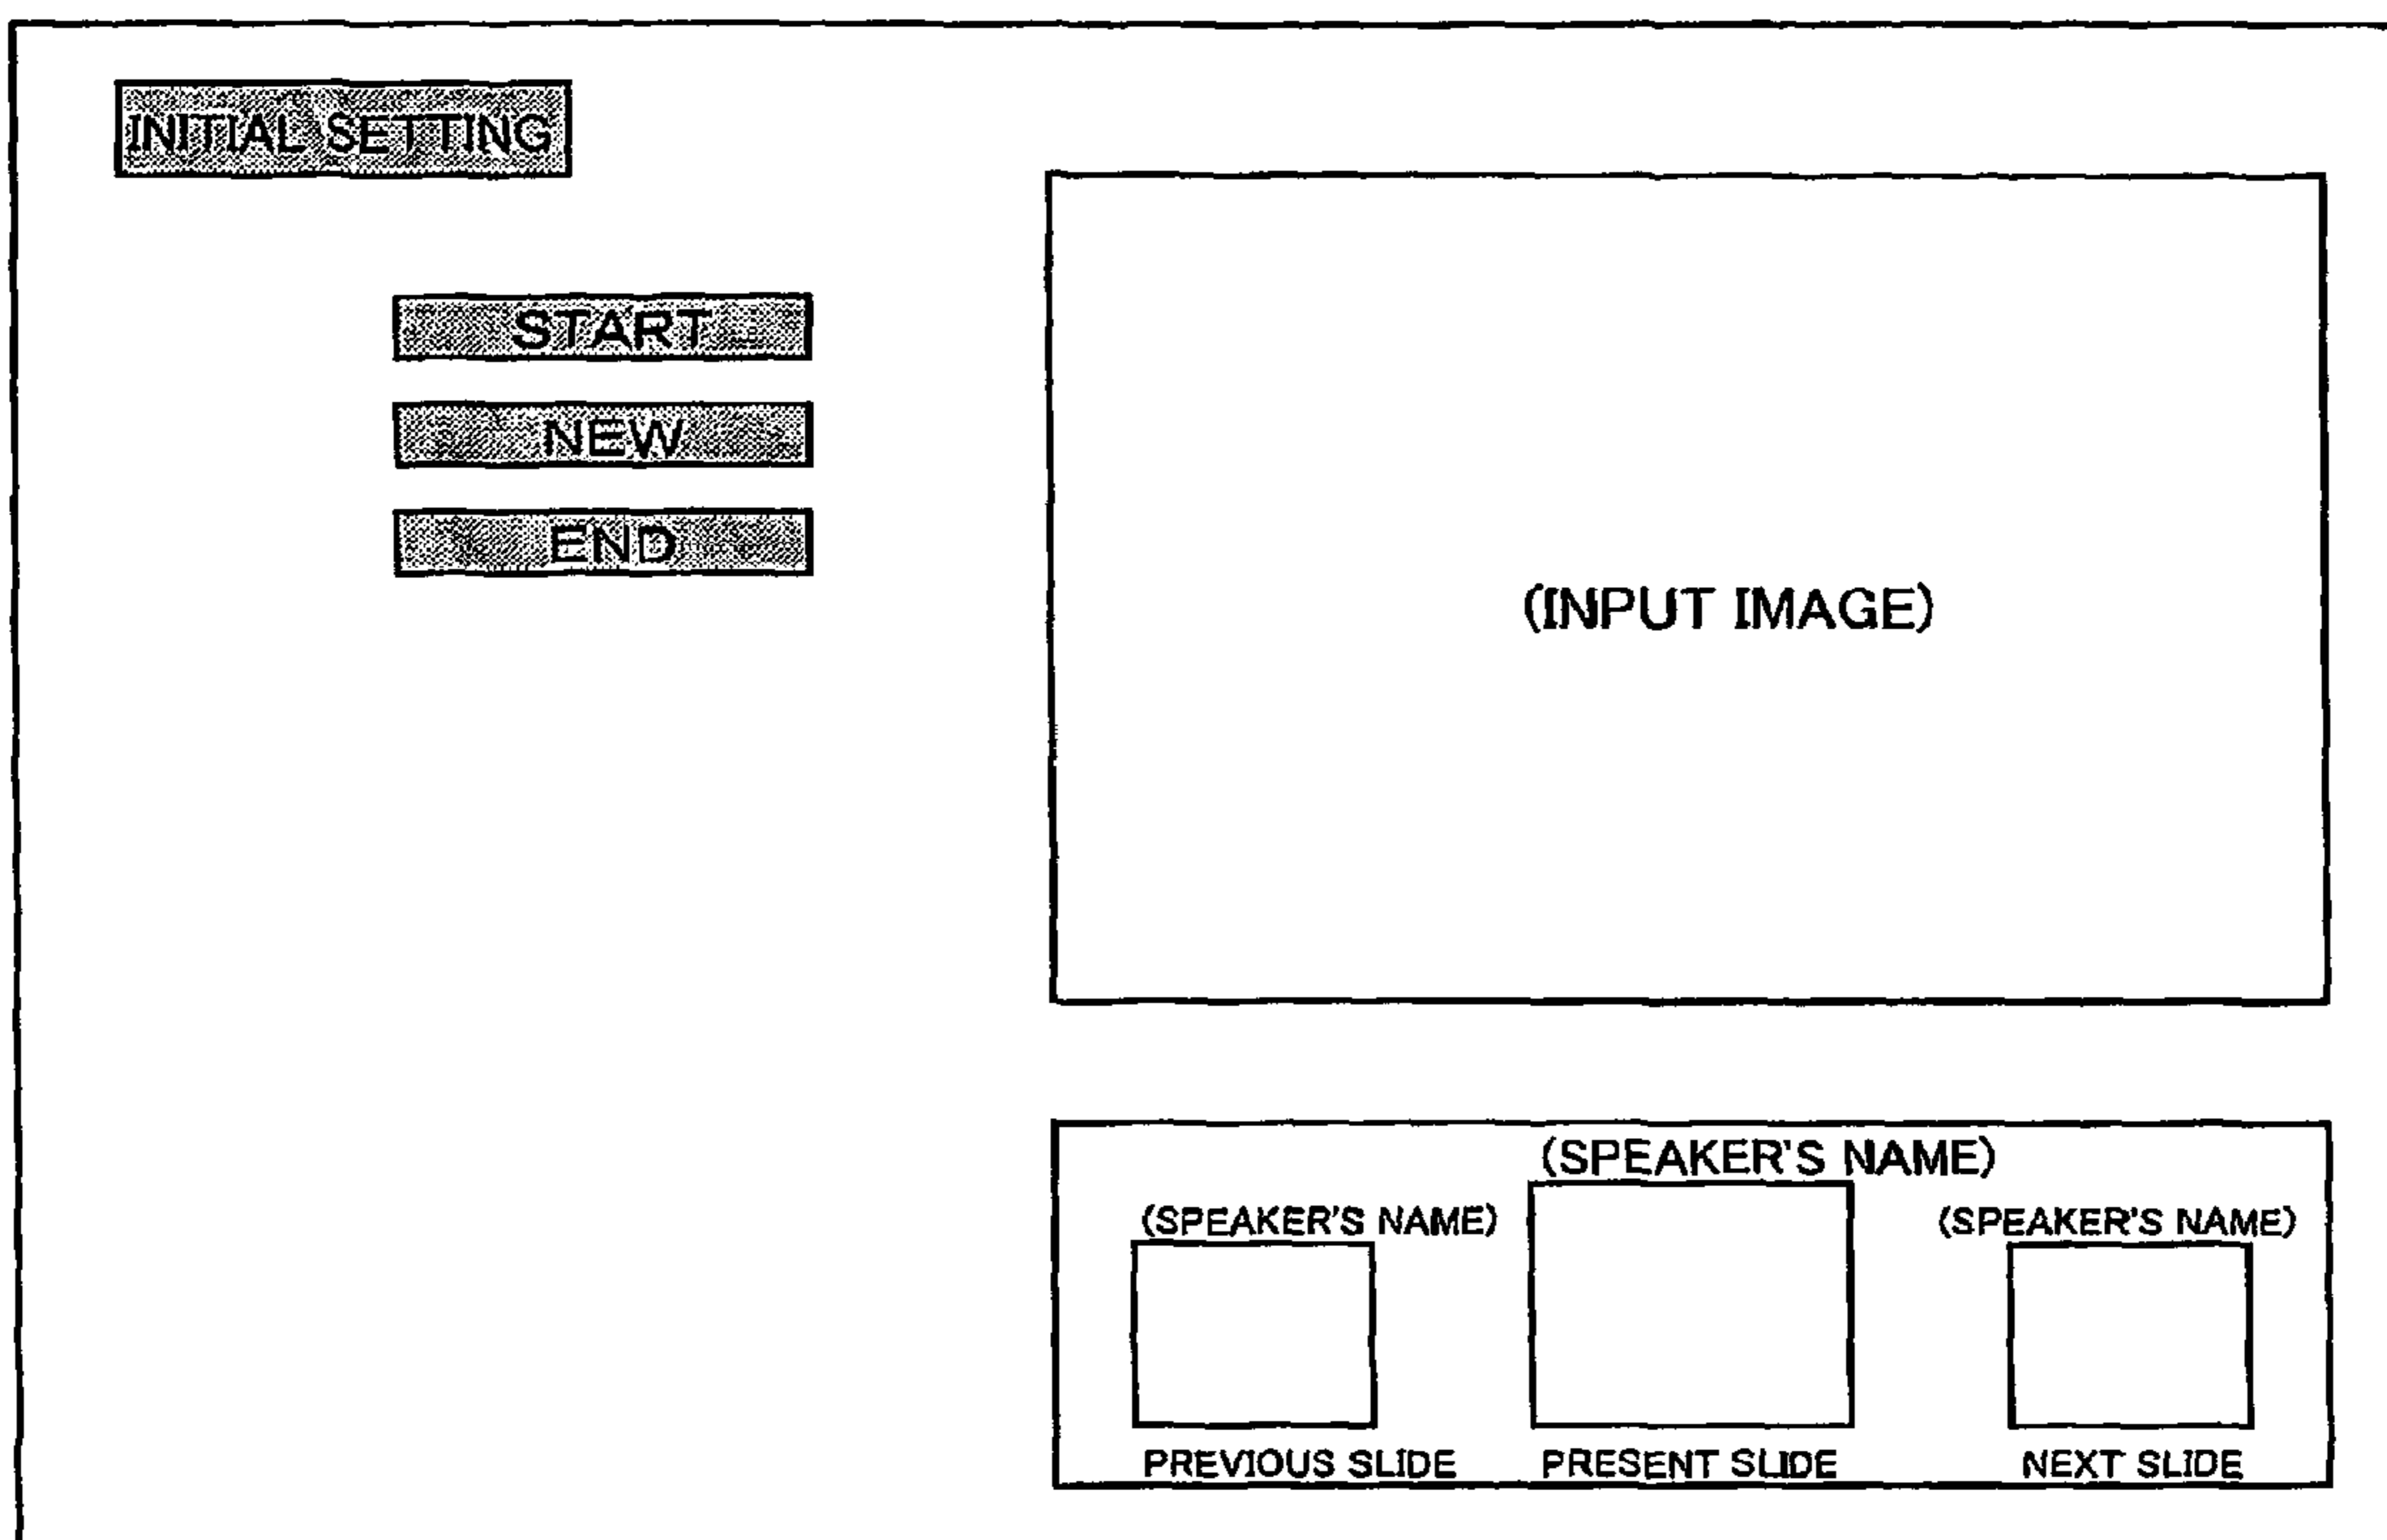 INITIAL SETTING
START
NEW
END
(INPUT IMAGE)
(SPEAKER'S NAME)
(SPEAKER'S NAME)
(SPEAKER'S NAME)
PREVIOUS SLIDE
PRESENT SLIDE
NEXT SLIDE